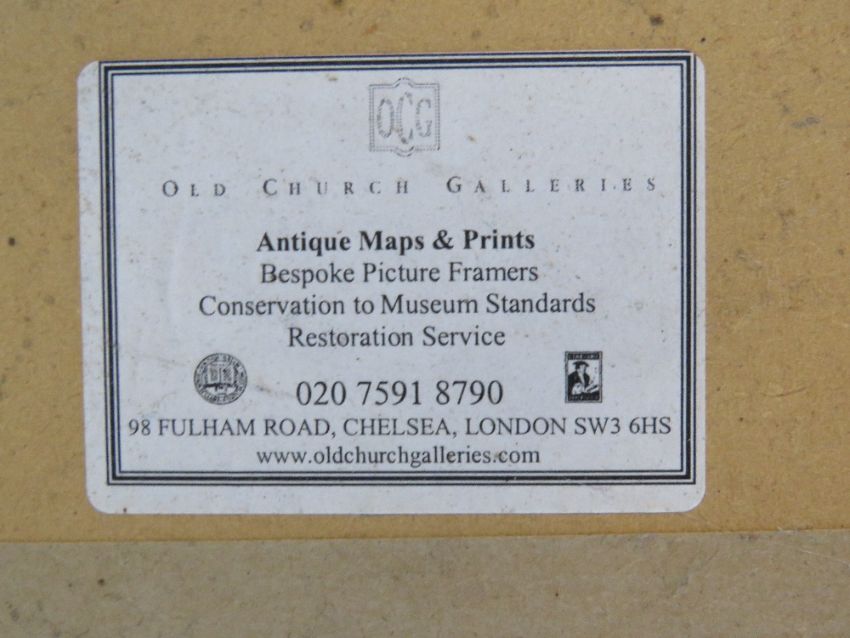 OCG
OLD CHURCH GALLERIES
Antique Maps & Prints
Bespoke Picture Framers
Conservation to Museum Standards
Restoration Service
020 7591 8790
98 FULHAM ROAD, CHELSEA, LONDON SW3 6HS
www.oldchurchgalleries.com